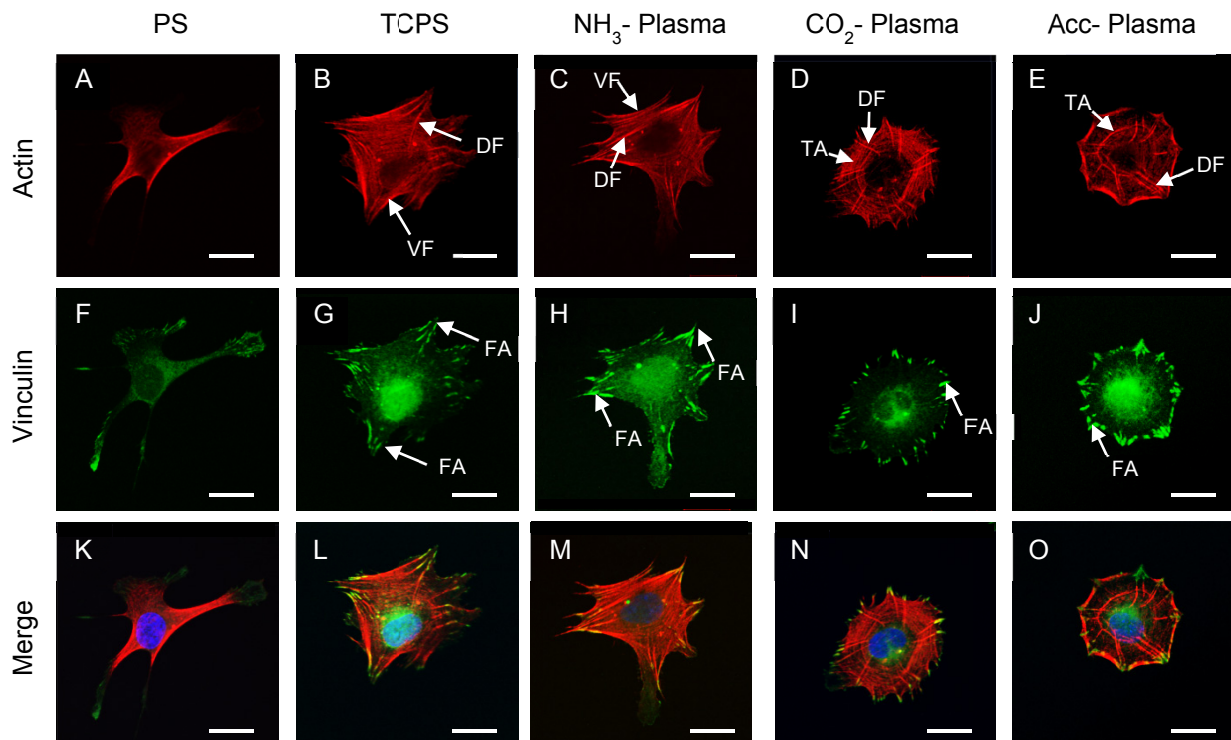 PS TCPS NH₃- Plasma CO₂- Plasma Acc- Plasma
Actin
A B C D E
DF
VF
VF
DF
DF
TA
TA
DF
Vinculin
F G H I J
FA
FA
FA
FA
FA
FA
Merge
K L M N O